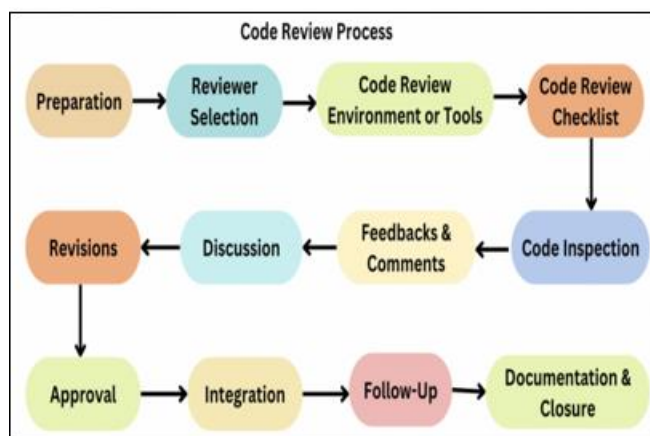 Code Review Process
Preparation
Reviewer
Selection
Code Review
Environment or Tools
Code Review
Checklist
Revisions
Discussion
Feedbacks &
Comments
Code Inspection
Approval
Integration
Follow-Up
Documentation &
Closure